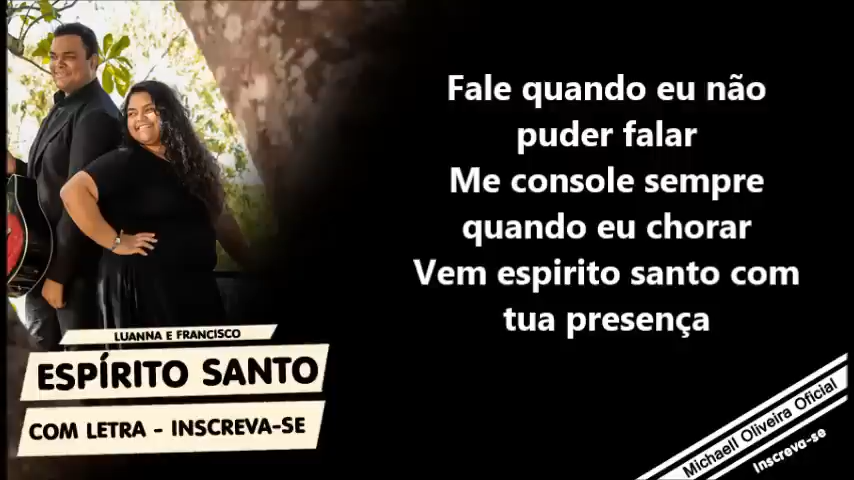 Fale quando eu não
puder falar
Me console sempre
quando eu chorar
Vem espirito santo com
tua presença
LUANNA E FRANCISCO
ESPÍRITO SANTO
COM LETRA - INSCREVA-SE
Michaell Oliveira Oficial
Inscreva-se